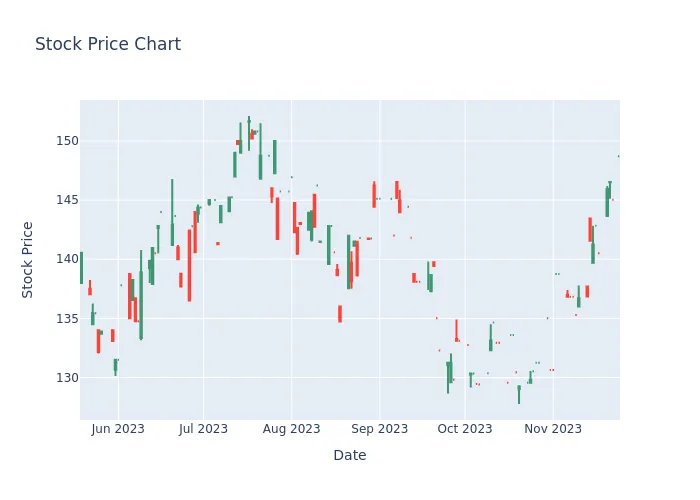 Stock Price Chart
Stock Price
150
145
140
135
130
Jun 2023
Jul 2023
Aug 2023
Sep 2023
Oct 2023
Nov 2023
Date